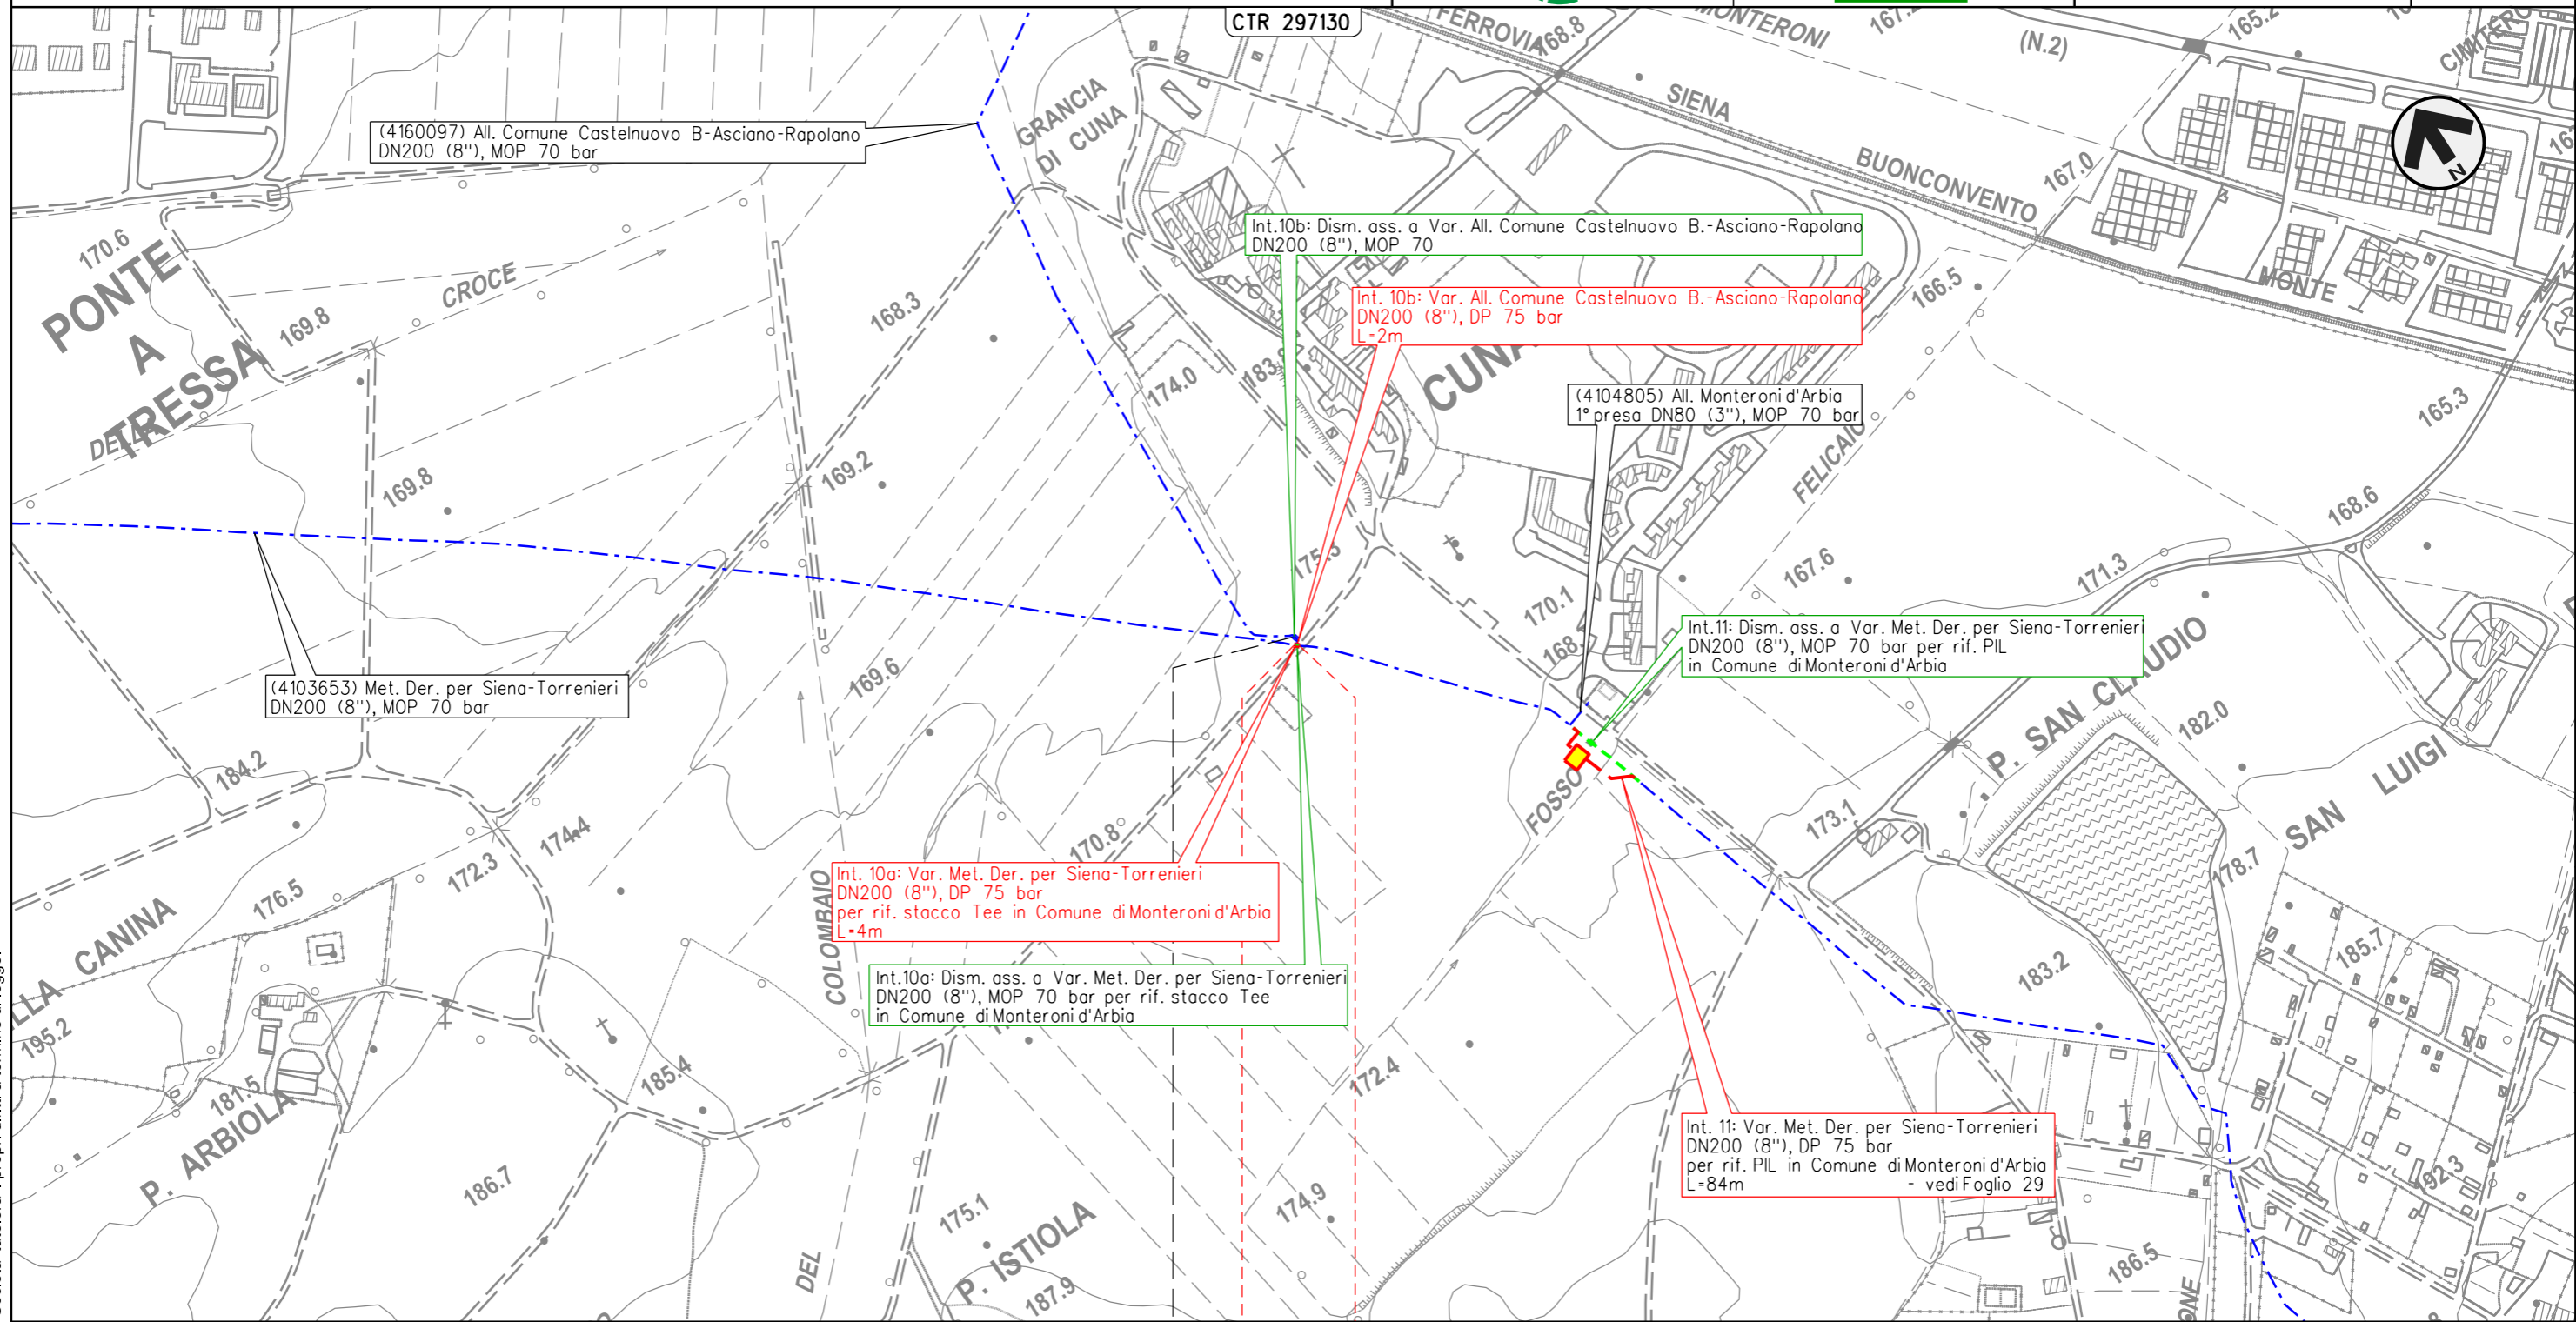 CTR 297130
FERROVIA
168.8
MONTERONI
(N.2)
165.2
SIENA
BUONCONVENTO
167.0
MONTE
N
(4160097) All. Comune Castelnuovo B-Asciano-Rapolano
DN200 (8"), MOP 70 bar
GRANCIA
DI CUNA
Int.10b: Dism. ass. a Var. All. Comune Castelnuovo B.-Asciano-Rapolano
DN200 (8"), MOP 70
Int. 10b: Var. All. Comune Castelnuovo B.-Asciano-Rapolano
DN200 (8"), DP 75 bar
L=2m
170.6
PONTE
A
TRESSA
CROCE
169.8
168.3
166.5
174.0
CUNA
(4104805) All. Monteroni d'Arbia
1° presa DN80 (3"), MOP 70 bar
165.3
FELICAIO
169.8
169.2
168.6
175.3
167.6
171.3
170.1
Int.11: Dism. ass. a Var. Met. Der. per Siena-Torrenieri
DN200 (8"), MOP 70 bar per rif. PIL
in Comune di Monteroni d'Arbia
(4103653) Met. Der. per Siena-Torrenieri
DN200 (8"), MOP 70 bar
169.6
P. SAN CLAUDIO
182.0
SAN LUIGI
184.2
FOSSO
173.1
174.4
170.8
172.3
176.5
178.7
Int. 10a: Var. Met. Der. per Siena-Torrenieri
DN200 (8"), DP 75 bar
per rif. stacco Tee in Comune di Monteroni d'Arbia
L=4m
COLOMBAIO
CANINA
195.2
Int.10a: Dism. ass. a Var. Met. Der. per Siena-Torrenieri
DN200 (8"), MOP 70 bar per rif. stacco Tee
in Comune di Monteroni d'Arbia
185.7
183.2
181.5
P. ARBIOLA
185.4
172.4
Int. 11: Var. Met. Der. per Siena-Torrenieri
DN200 (8"), DP 75 bar
per rif. PIL in Comune di Monteroni d'Arbia
L=84m - vedi Foglio 29
186.7
175.1
174.9
192.3
P. ISTIOLA
187.9
DEL
186.5